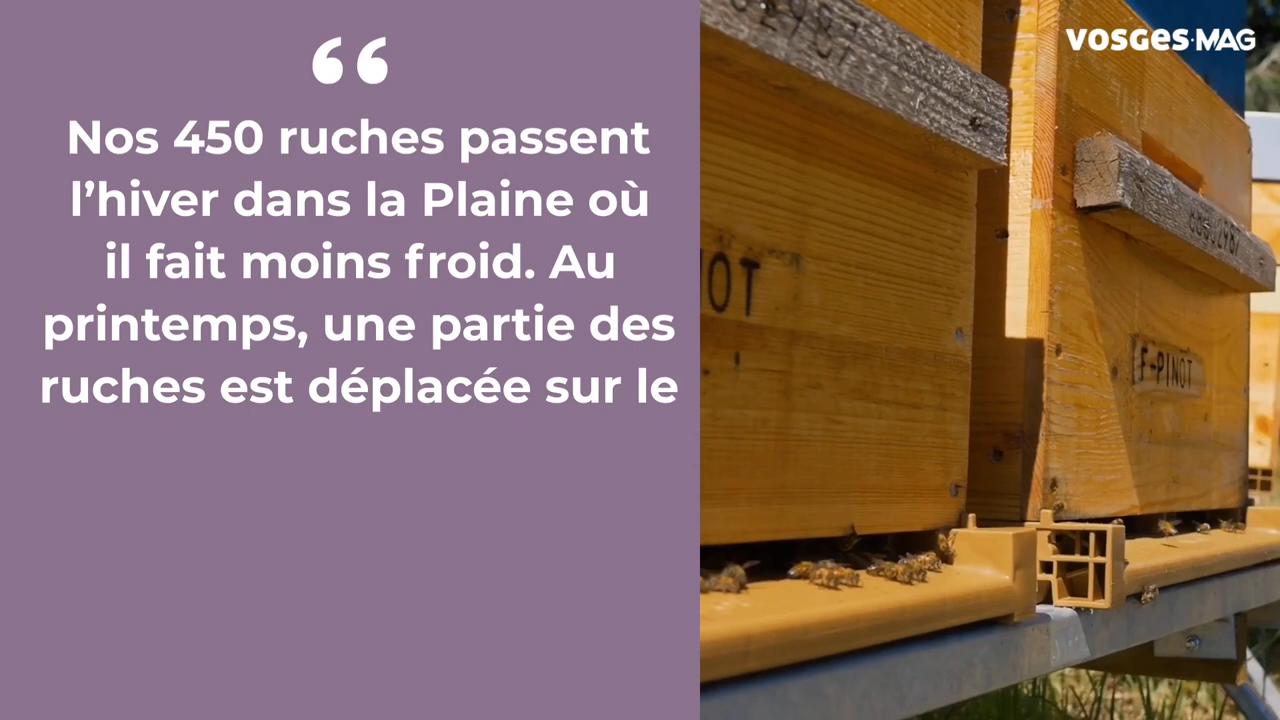 “
Nos 450 ruches passent
l’hiver dans la Plaine où
il fait moins froid. Au
printemps, une partie des
ruches est déplacée sur le
VOSGES·MAG
F-PINOT